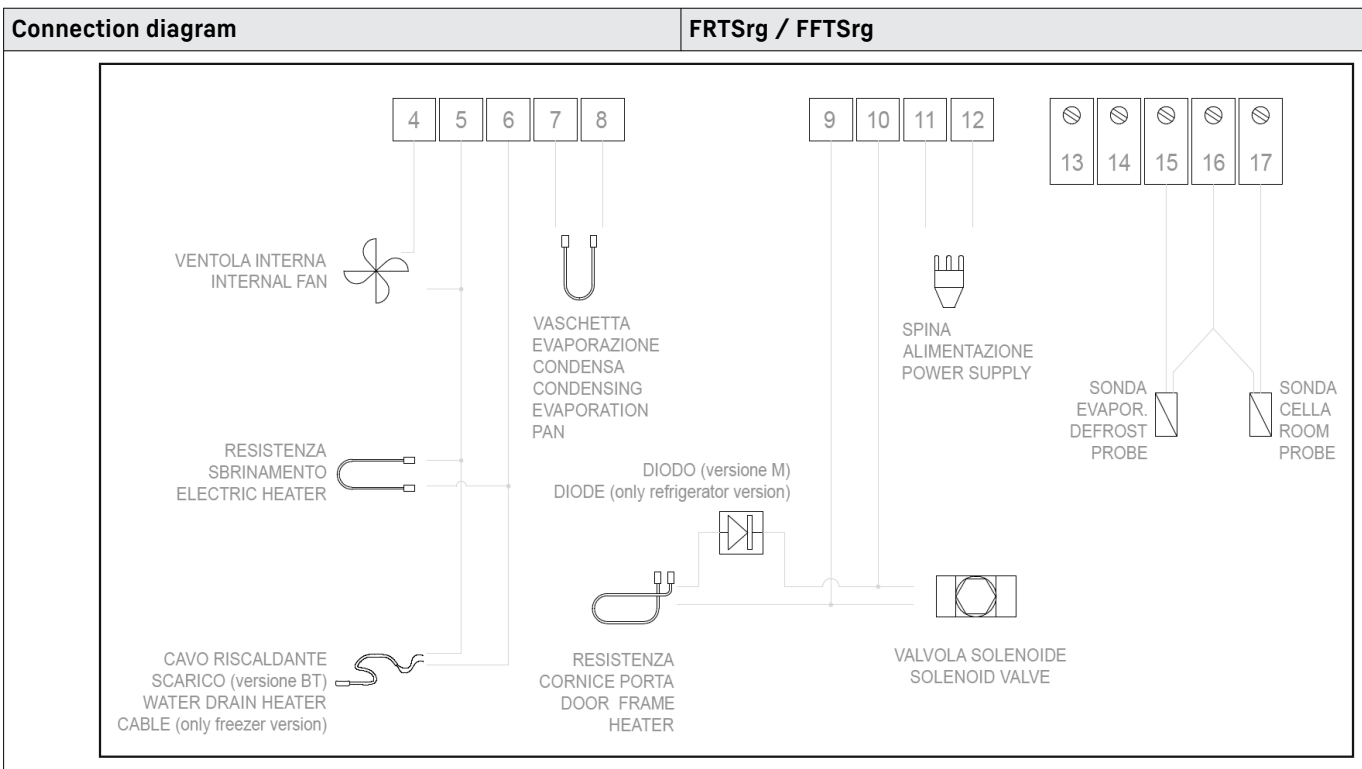 Connection diagram
FRTSrg / FFTSrg
4 5 6 7 8
9 10 11 12
13 14 15 16 17
VENTOLA INTERNA
INTERNAL FAN
VASCHETTA
EVAPORAZIONE
CONDENSA
CONDENSING
EVAPORATION
PAN
SPINA
ALIMENTAZIONE
POWER SUPPLY
SONDA
EVAPOR.
DEFROST
PROBE
SONDA
CELLA
ROOM
PROBE
RESISTENZA
SBRINAMENTO
ELECTRIC HEATER
DIODO (versione M)
DIODE (only refrigerator version)
CAVO RISCALDANTE
SCARICO (versione BT)
WATER DRAIN HEATER
CABLE (only freezer version)
RESISTENZA
CORNICE PORTA
DOOR FRAME
HEATER
VALVOLA SOLENOIDE
SOLENOID VALVE